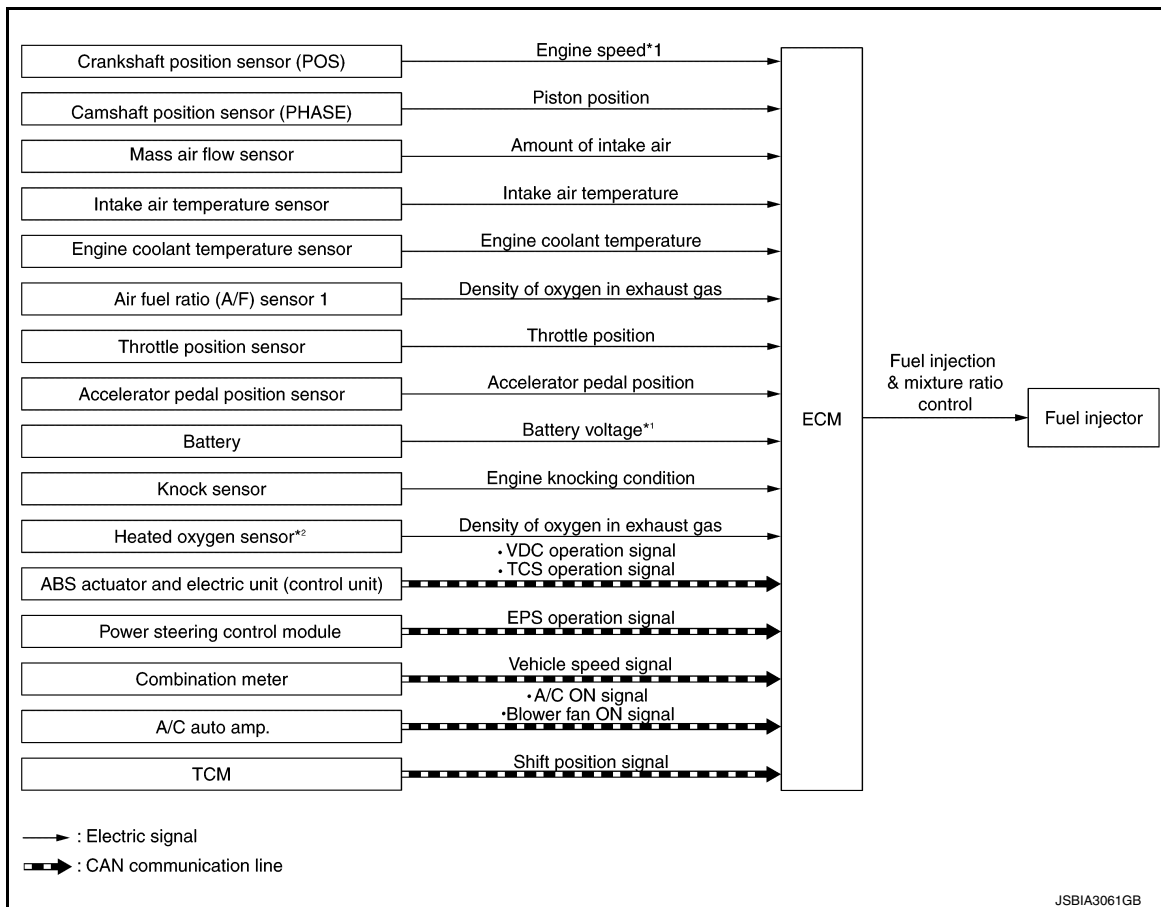 Crankshaft position sensor (POS)
Engine speed*1
Camshaft position sensor (PHASE)
Piston position
Mass air flow sensor
Amount of intake air
Intake air temperature sensor
Intake air temperature
Engine coolant temperature sensor
Engine coolant temperature
Air fuel ratio (A/F) sensor 1
Density of oxygen in exhaust gas
Throttle position sensor
Throttle position
Accelerator pedal position sensor
Accelerator pedal position
Battery
Battery voltage*1
Knock sensor
Engine knocking condition
Heated oxygen sensor*2
Density of oxygen in exhaust gas
ABS actuator and electric unit (control unit)
• VDC operation signal
• TCS operation signal
Power steering control module
EPS operation signal
Combination meter
Vehicle speed signal
A/C auto amp.
• A/C ON signal
•Blower fan ON signal
TCM
Shift position signal
ECM
Fuel injection
& mixture ratio
control
Fuel injector
: Electric signal
: CAN communication line
JSBIA3061GB